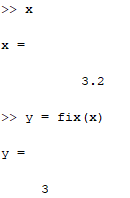 >> x
x =
3.2
>> y = fix(x)
y =
3